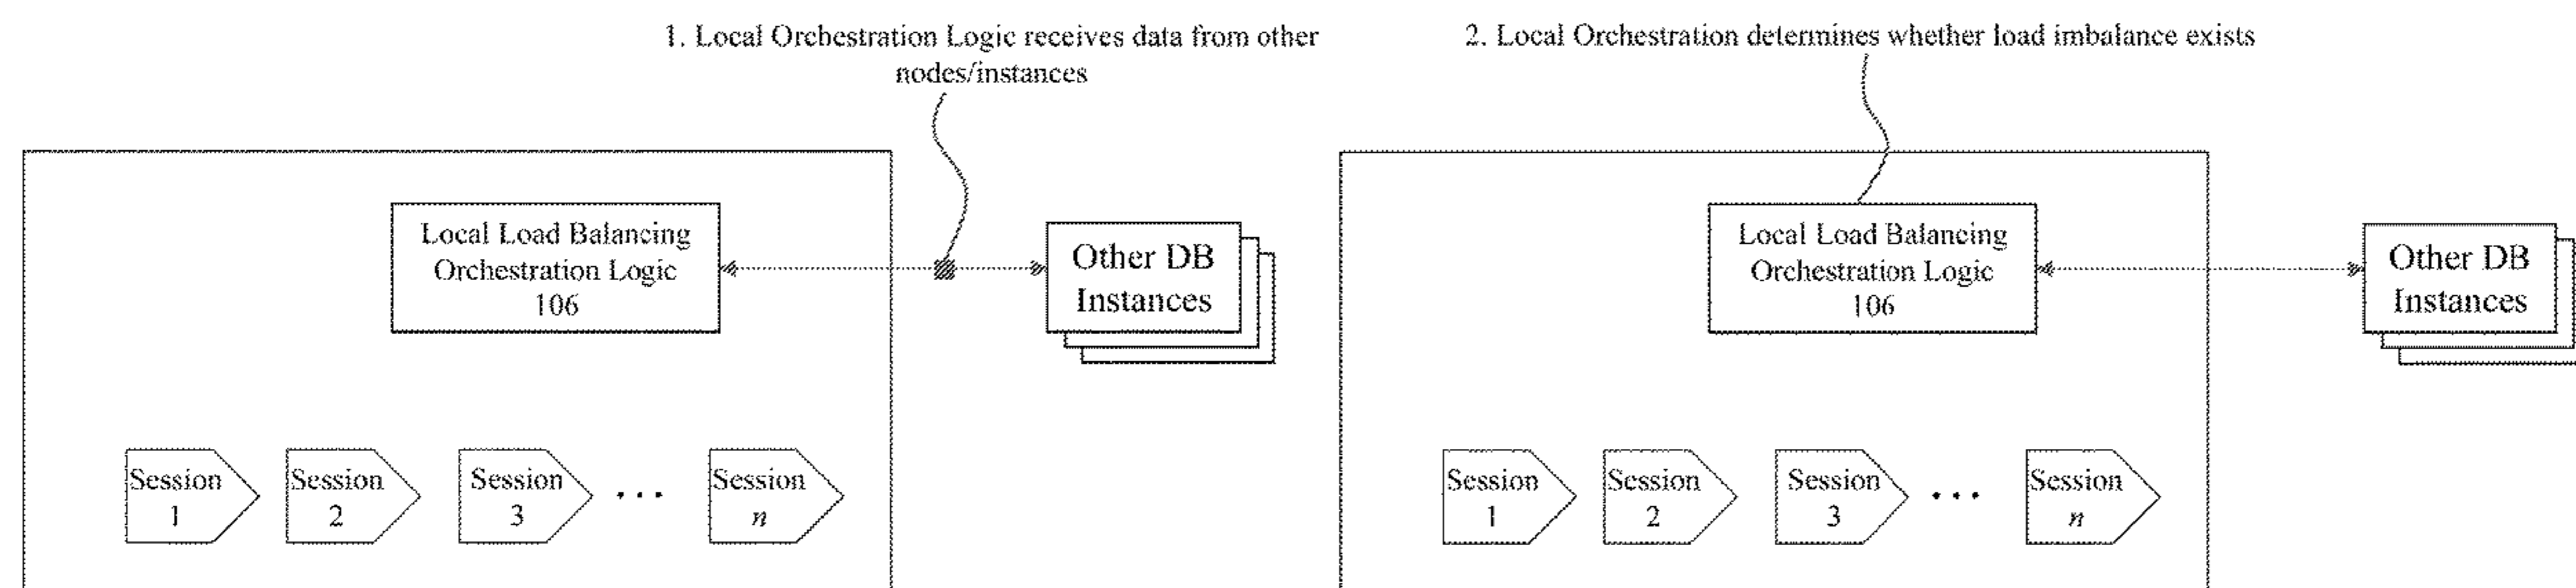 1. Local Orchestration Logic receives data from other
nodes/instances
2. Local Orchestration determines whether load imbalance exists
Local Load Balancing
Orchestration Logic
106
Other DB
Instances
Session
1
Session
2
Session
3
...
Session
n
Local Load Balancing
Orchestration Logic
106
Other DB
Instances
Session
1
Session
2
Session
3
...
Session
n